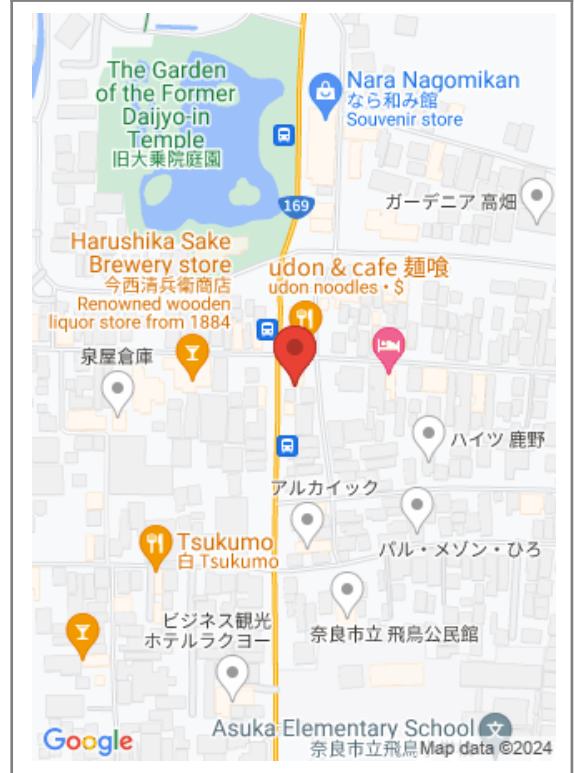 The Garden
of the Former
Daijyo-in
Temple
旧大乗院庭園
Nara Nagomikan
なら和み館
Souvenir store
169
ガーデニア 高畑
Harushika Sake
Brewery store
今西清兵衛商店
Renowned wooden
liquor store from 1884
udon & cafe 麺喰
udon noodles • $
泉屋倉庫
ハイツ 鹿野
アルカイック
Tsukumo
白 Tsukumo
パル・メゾン・ひろ
ビジネス観光
ホテルラクヨー
奈良市立 飛鳥公民館
Asuka Elementary School
奈良市立飛鳥
文
Google
Map data ©2024